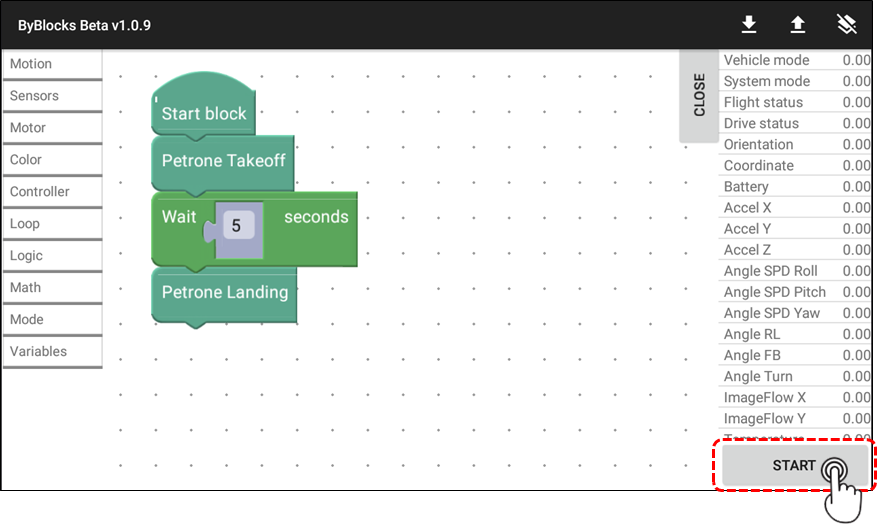 ByBlocks Beta v1.0.9
Motion
Sensors
Motor
Color
Controller
Loop
Logic
Math
Mode
Variables
Start block
Petrone Takeoff
Wait 5 seconds
Petrone Landing
CLOSE
Vehicle mode 0.00
System mode 0.00
Flight status 0.00
Drive status 0.00
Orientation 0.00
Coordinate 0.00
Battery 0.00
Accel X 0.00
Accel Y 0.00
Accel Z 0.00
Angle SPD Roll 0.00
Angle SPD Pitch 0.00
Angle SPD Yaw 0.00
Angle RL 0.00
Angle FB 0.00
Angle Turn 0.00
ImageFlow X 0.00
ImageFlow Y 0.00
Temperature 0.00
START